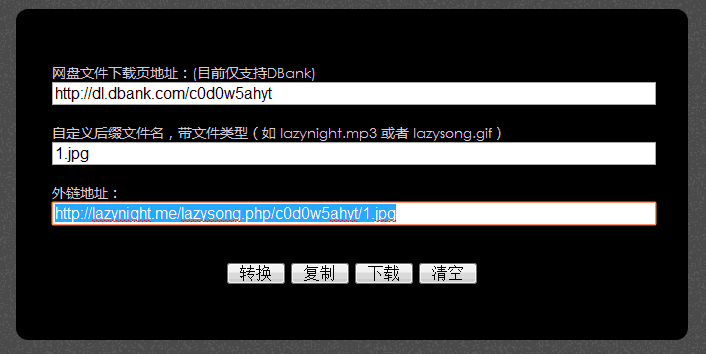 网盘文件下载页地址：(目前仅支持DBank)
http://dl.dbank.com/c0d0w5ahyt
自定义后缀文件名，带文件类型（如 lazynight.mp3 或者 lazysong.gif）
1.jpg
外链地址：
http://lazynight.me/lazysong.php/c0d0w5ahyt/1.jpg
转换 复制 下载 清空